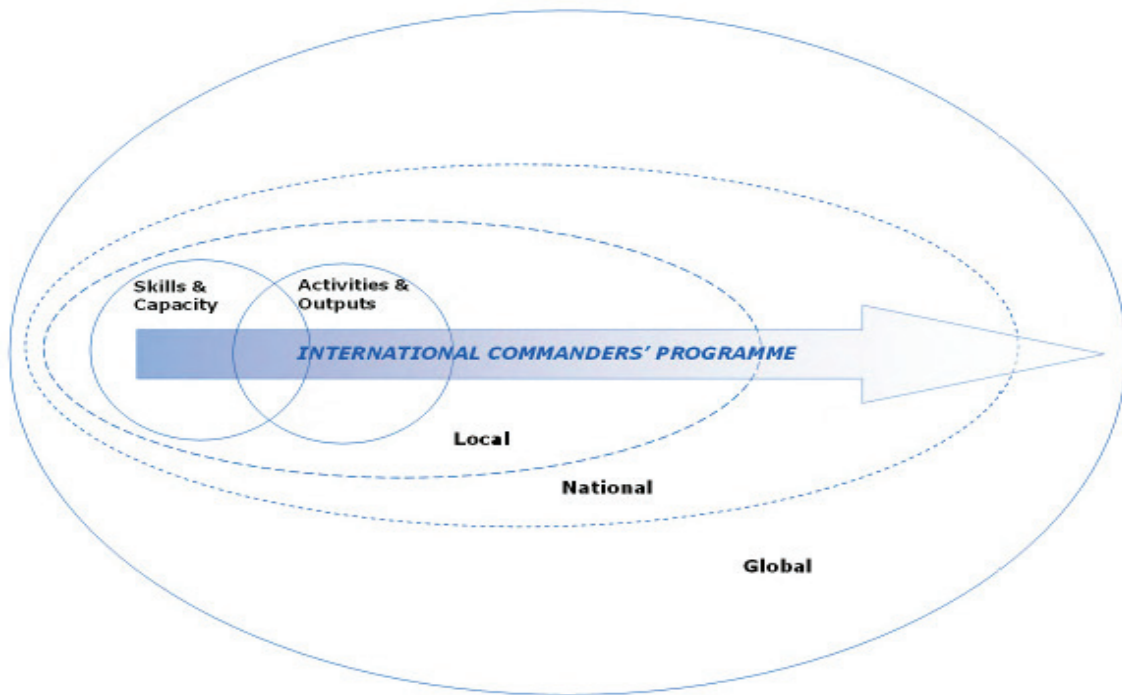 Skills &
Capacity
Activities &
Outputs
INTERNATIONAL COMMANDERS' PROGRAMME
Local
National
Global